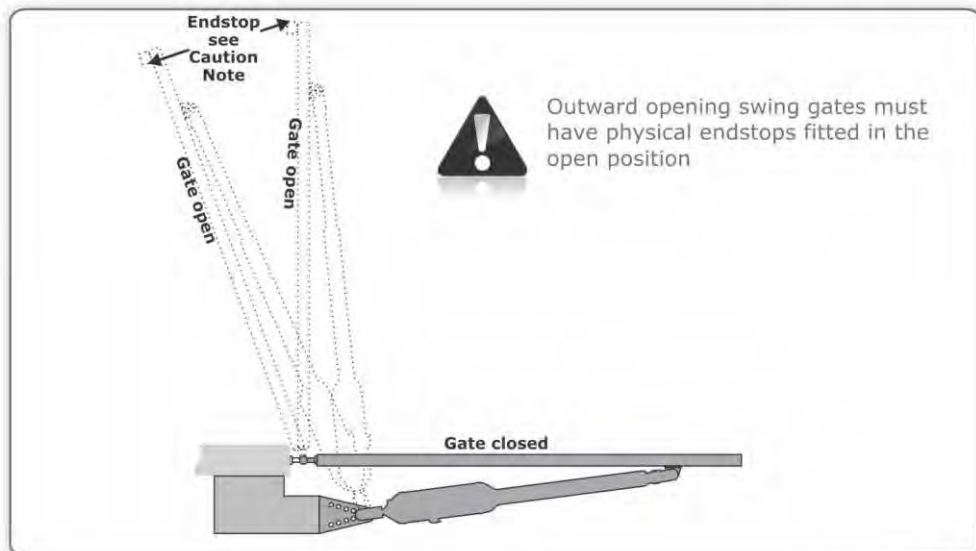 Endstop
see
Caution
Note
Gate open
Gate open
Outward opening swing gates must
have physical endstops fitted in the
open position
Gate closed